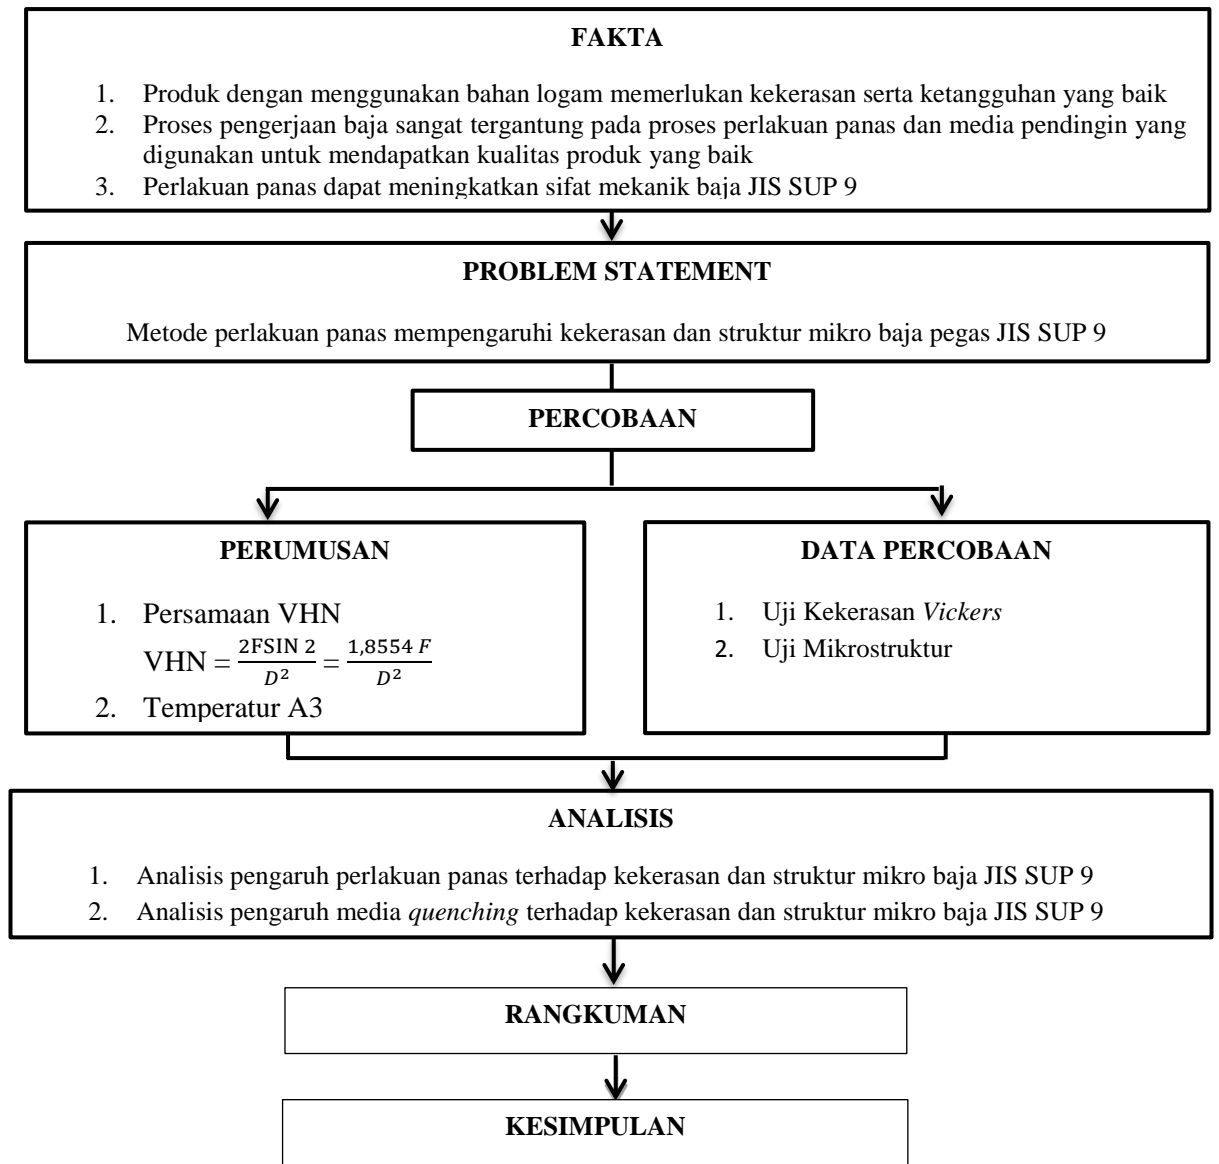 FAKTA
1. Produk dengan menggunakan bahan logam memerlukan kekerasan serta ketangguhan yang baik
2. Proses pengerjaan baja sangat tergantung pada proses perlakuan panas dan media pendingin yang
digunakan untuk mendapatkan kualitas produk yang baik
3. Perlakuan panas dapat meningkatkan sifat mekanik baja JIS SUP 9
PROBLEM STATEMENT
Metode perlakuan panas mempengaruhi kekerasan dan struktur mikro baja pegas JIS SUP 9
PERCOBAAN
PERUMUSAN
1. Persamaan VHN
VHN = 2FSIN 2 / D² = 1,8554 F / D²
2. Temperatur A3
DATA PERCOBAAN
1. Uji Kekerasan Vickers
2. Uji Mikrostruktur
ANALISIS
1. Analisis pengaruh perlakuan panas terhadap kekerasan dan struktur mikro baja JIS SUP 9
2. Analisis pengaruh media quenching terhadap kekerasan dan struktur mikro baja JIS SUP 9
RANGKUMAN
KESIMPULAN